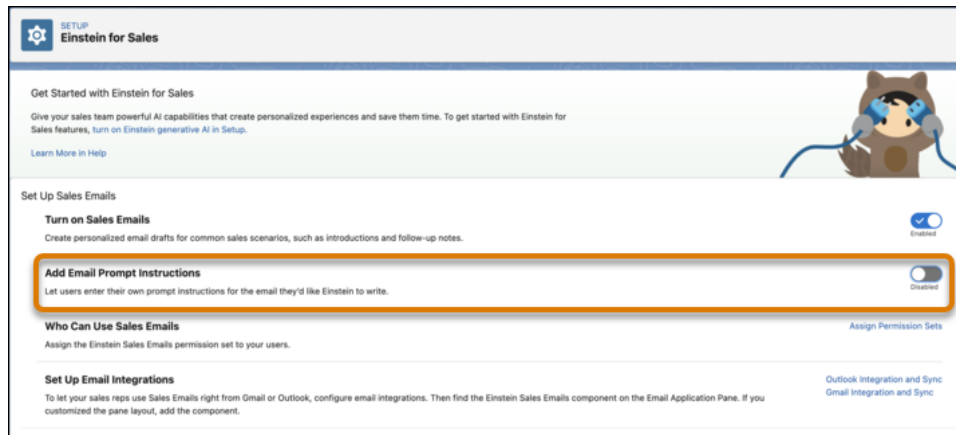 SETUP
Einstein for Sales
Get Started with Einstein for Sales
Give your sales team powerful AI capabilities that create personalized experiences and save them time. To get started with Einstein for
Sales features, turn on Einstein generative AI in Setup.
Learn More in Help
Set Up Sales Emails
Turn on Sales Emails
Create personalized email drafts for common sales scenarios, such as introductions and follow-up notes.
Enabled
Add Email Prompt Instructions
Let users enter their own prompt instructions for the email they'd like Einstein to write.
Disabled
Who Can Use Sales Emails
Assign Permission Sets
Assign the Einstein Sales Emails permission set to your users.
Set Up Email Integrations
Outlook Integration and Sync
Gmail Integration and Sync
To let your sales reps use Sales Emails right from Gmail or Outlook, configure email integrations. Then find the Einstein Sales Emails component on the Email Application Pane. If you
customized the pane layout, add the component.